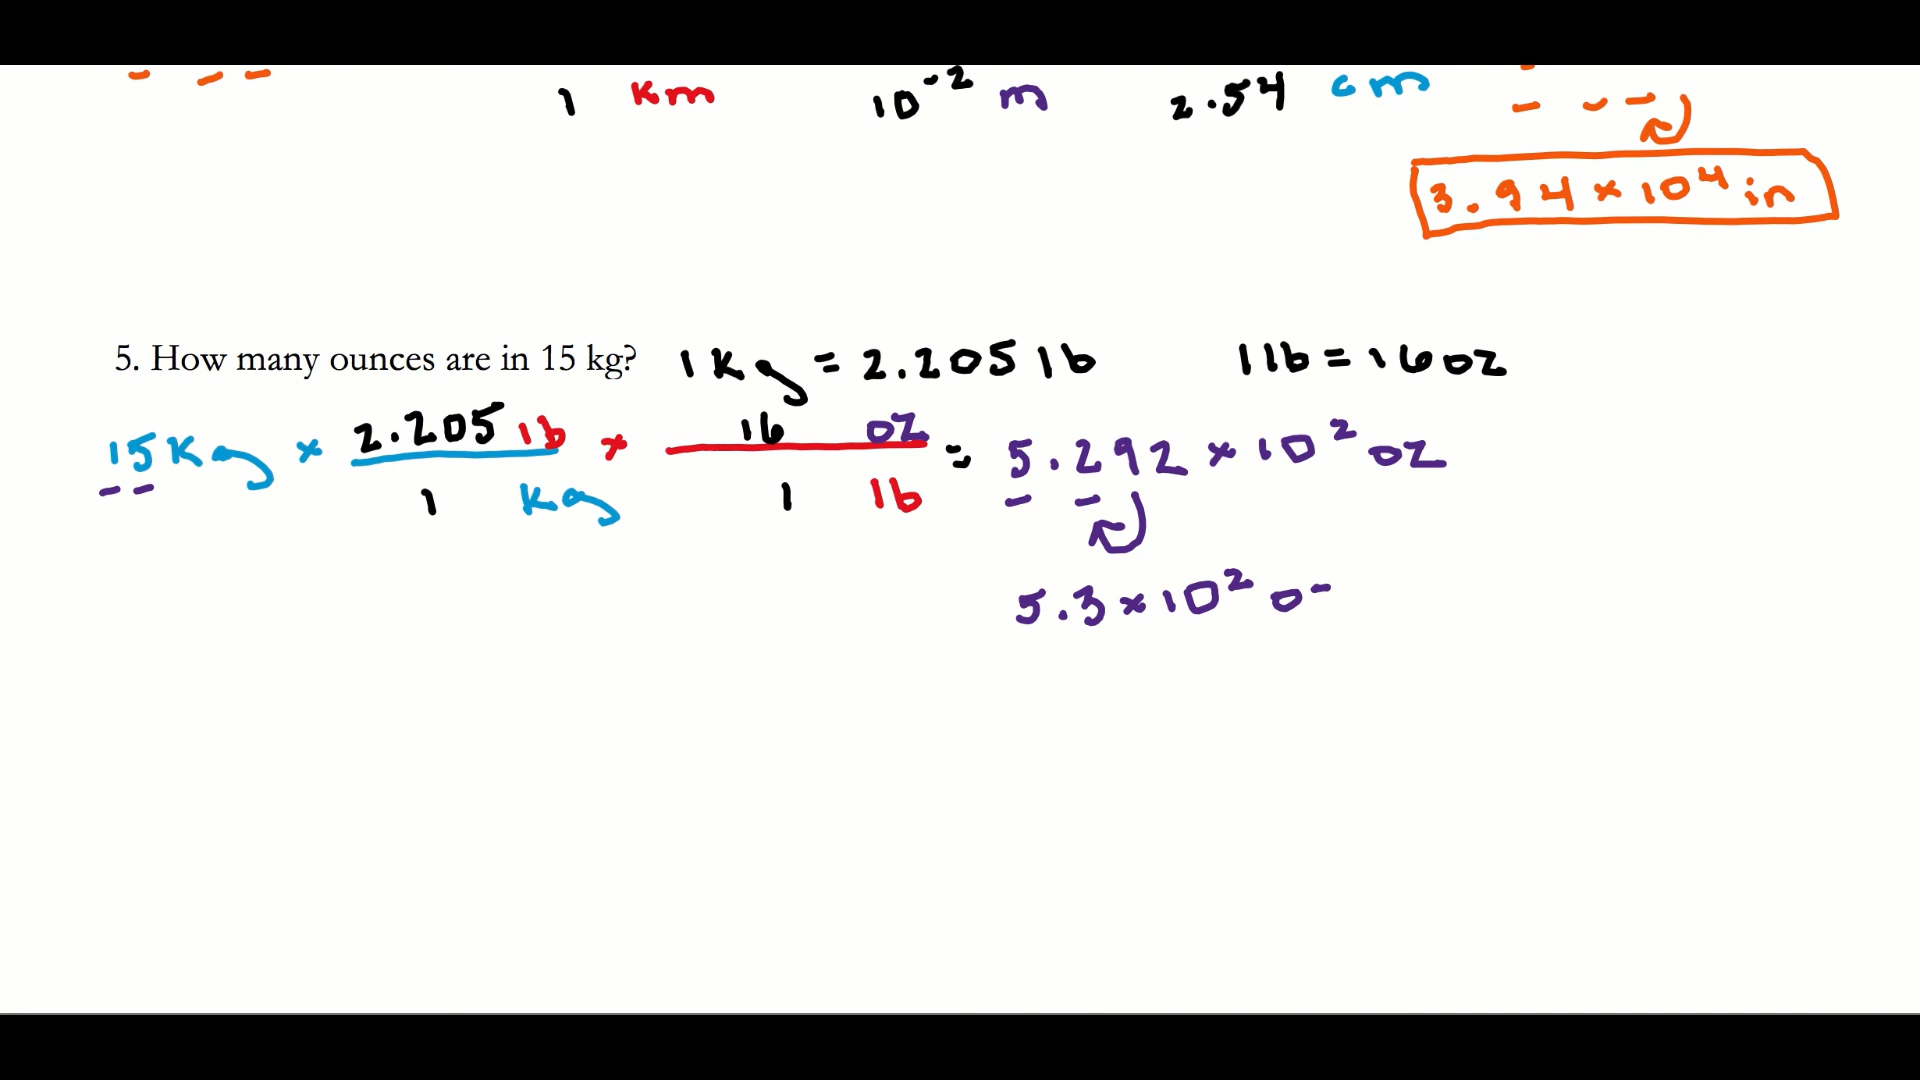 1 km 10⁻² m 2.54 cm
3.94 × 10⁴ in
5. How many ounces are in 15 kg? 1 kg = 2.205 lb 1 lb = 16 oz
15 kg × 2.205 lb × 16 oz = 5.292 × 10² oz
1 kg 1 lb
5.3 × 10² o